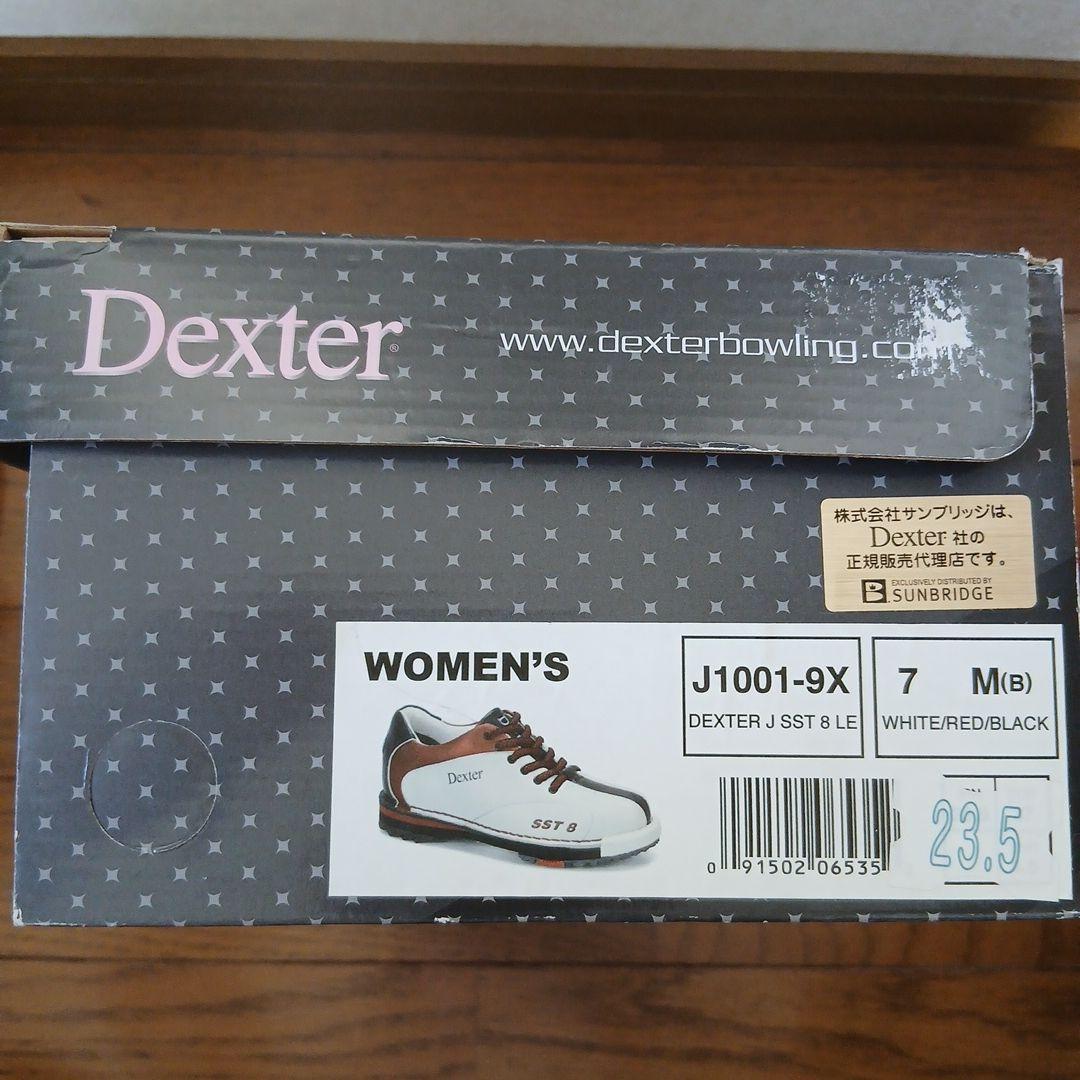 Dexter®
www.dexterbowling.com
株式会社サンブリッジは、
Dexter 社の
正規販売代理店です。
B
EXCLUSIVELY DISTRIBUTED BY
SUNBRIDGE
WOMEN'S
J1001-9X
DEXTER J SST 8 LE
7 M(B)
WHITE/RED/BLACK
Dexter
SST 8
0 91502 06535
23.5